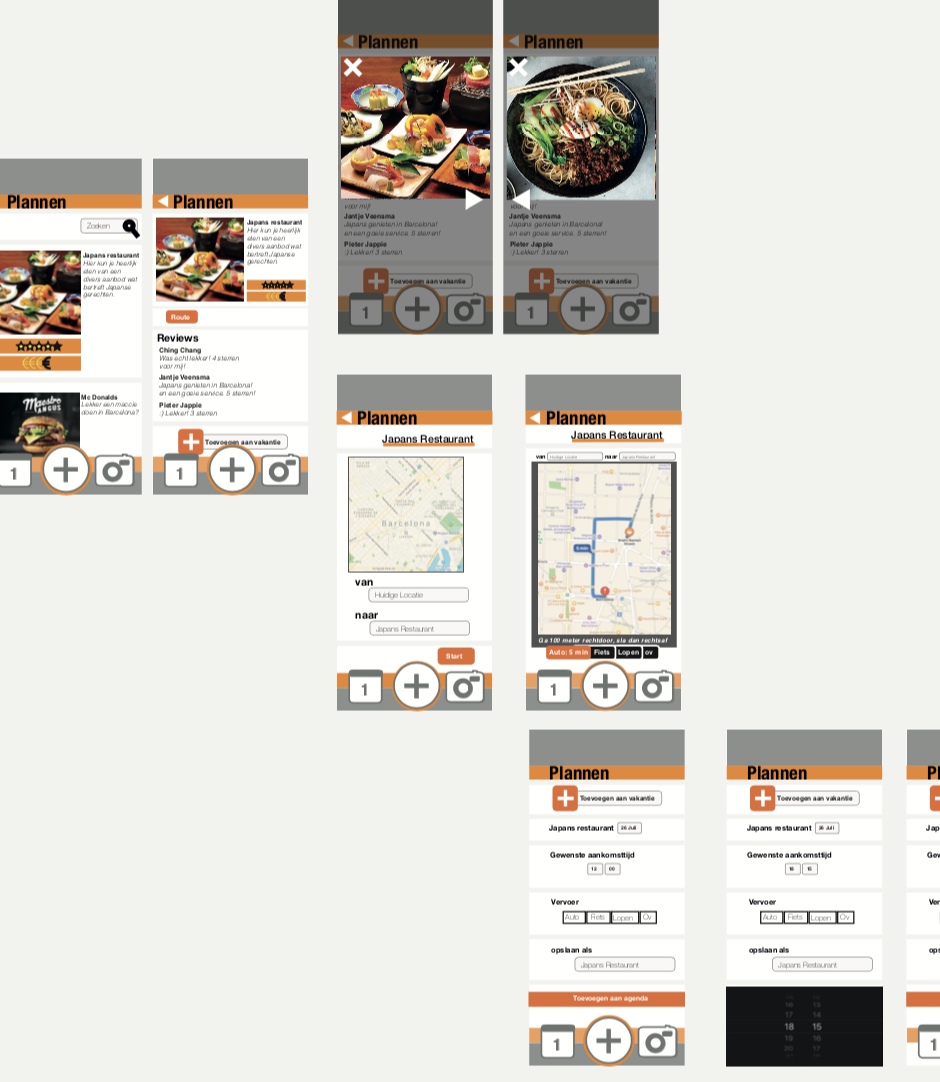 Plannen
Plannen
voor mij!
Jantje Veensma
Japans genieten in Barcelona!
en een goeie service. 5 sterren!
Pieter Jappie
:) Lekker! 3 sterren
Toevoegen aan vakantie
1
voor mij!
Jantje Veensma
Japans genieten in Barcelona!
en een goeie service. 5 sterren!
Pieter Jappie
:) Lekker! 3 sterren
Toevoegen aan vakantie
1
Plannen
Zoeken
Japans restaurant
Hier kun je heerlijk
eten van een
divers aanbod wat
bertreft Japanse
gerechten.
€€€
Maestro
ANGUS
Mc Donalds
Lekker een maccie
doen in Barcelona?
1
Plannen
Japans restaurant
Hier kun je heerlijk
eten van een
divers aanbod wat
bertreft Japanse
gerechten.
€€€
Route
Reviews
Ching Chang
Was echt lekker! 4 sterren
voor mij!
Jantje Veensma
Japans genieten in Barcelona!
en een goeie service. 5 sterren!
Pieter Jappie
:) Lekker! 3 sterren
Toevoegen aan vakantie
1
Plannen
Japans Restaurant
Barcelona
van
Huidige Locatie
naar
Japans Restaurant
Start
1
Plannen
Japans Restaurant
van Huidige Locatie naar Japans Restaurant
5 min
Ga 100 meter rechtdoor, sla dan rechtsaf
Auto: 5 min Fiets Lopen ov
1
Plannen
Toevoegen aan vakantie
Japans restaurant 26 Juli
Gewenste aankomsttijd
12 00
Vervoer
Auto Fiets Lopen Ov
opslaan als
Japans Restaurant
Toevoegen aan agenda
1
Plannen
Toevoegen aan vakantie
Japans restaurant 26 Juli
Gewenste aankomsttijd
18 15
Vervoer
Auto Fiets Lopen Ov
opslaan als
Japans Restaurant
16 13
17 14
18 15
19 16
20 17
Pl
Jap
Gew
Ver
ops
1